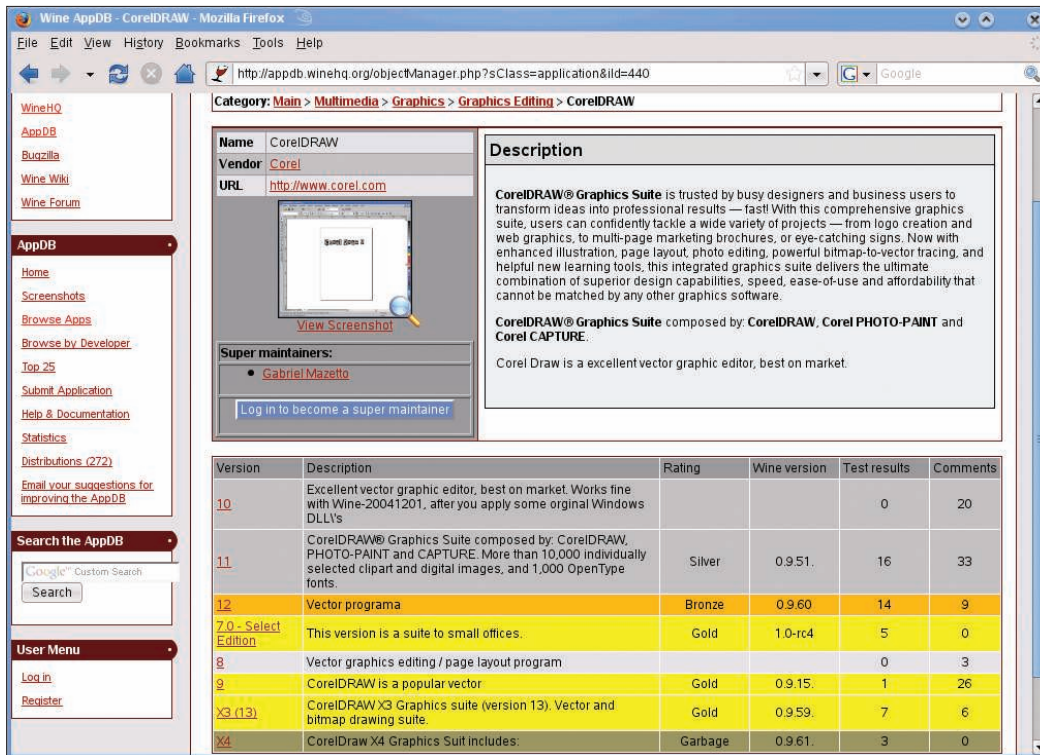 Wine AppDB - CorelDRAW - Mozilla Firefox
File Edit View History Bookmarks Tools Help
http://appdb.winehq.org/objectManager.php?sClass=application&iId=440
Google
WineHQ
AppDB
Bugzilla
Wine Wiki
Wine Forum
AppDB
Home
Screenshots
Browse Apps
Browse by Developer
Top 25
Submit Application
Help & Documentation
Statistics
Distributions (272)
Email your suggestions for
improving the AppDB
Search the AppDB
Google™ Custom Search
Search
User Menu
Log in
Register
Category: Main > Multimedia > Graphics > Graphics Editing > CorelDRAW
Name CorelDRAW
Vendor Corel
URL http://www.corel.com
View Screenshot
Super maintainers:
Gabriel Mazetto
Log in to become a super maintainer
Description
CorelDRAW® Graphics Suite is trusted by busy designers and business users to
transform ideas into professional results — fast! With this comprehensive graphics
suite, users can confidently tackle a wide variety of projects — from logo creation and
web graphics, to multi-page marketing brochures, or eye-catching signs. Now with
enhanced illustration, page layout, photo editing, powerful bitmap-to-vector tracing, and
helpful new learning tools, this integrated graphics suite delivers the ultimate
combination of superior design capabilities, speed, ease-of-use and affordability that
cannot be matched by any other graphics software.
CorelDRAW® Graphics Suite composed by: CorelDRAW, Corel PHOTO-PAINT and
Corel CAPTURE.
Corel Draw is a excellent vector graphic editor, best on market.
Version Description Rating Wine version Test results Comments
10 Excellent vector graphic editor, best on market. Works fine
with Wine-20041201, after you apply some orginal Windows
DLL\'s 0 20
11 CorelDRAW® Graphics Suite composed by: CorelDRAW,
PHOTO-PAINT and CAPTURE. More than 10,000 individually
selected clipart and digital images, and 1,000 OpenType
fonts. Silver 0.9.51. 16 33
12 Vector programa Bronze 0.9.60 14 9
7.0 - Select
Edition This version is a suite to small offices. Gold 1.0-rc4 5 0
8 Vector graphics editing / page layout program 0 3
9 CorelDRAW is a popular vector Gold 0.9.15. 1 26
X3 (13) CorelDRAW X3 Graphics suite (version 13). Vector and
bitmap drawing suite. Gold 0.9.59. 7 6
X4 CorelDraw X4 Graphics Suit includes: Garbage 0.9.61. 3 0